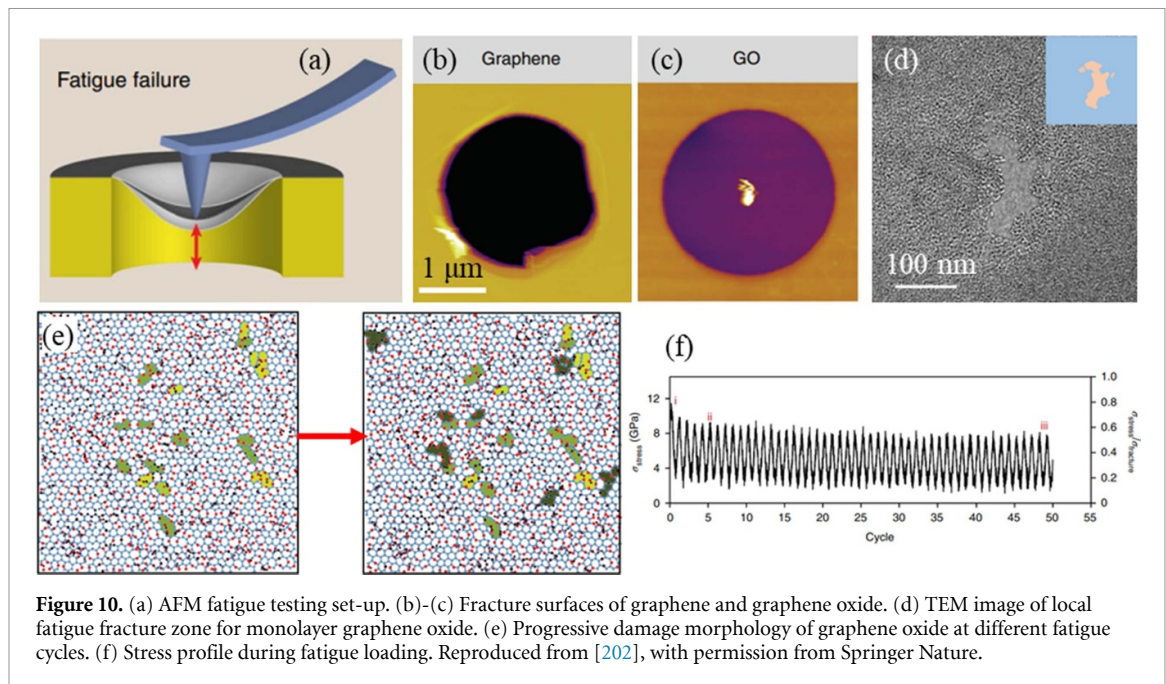 (a)
Fatigue failure
(b)
Graphene
1 μm
(c)
GO
(d)
100 nm
(e)
(f)
σstress (GPa)
12
8
4
0
i
ii
iii
1.0
0.8
0.6
0.4
0.2
0
σstress/σfracture
0 5 10 15 20 25 30 35 40 45 50 55
Cycle
Figure 10. (a) AFM fatigue testing set-up. (b)-(c) Fracture surfaces of graphene and graphene oxide. (d) TEM image of local
fatigue fracture zone for monolayer graphene oxide. (e) Progressive damage morphology of graphene oxide at different fatigue
cycles. (f) Stress profile during fatigue loading. Reproduced from [202], with permission from Springer Nature.